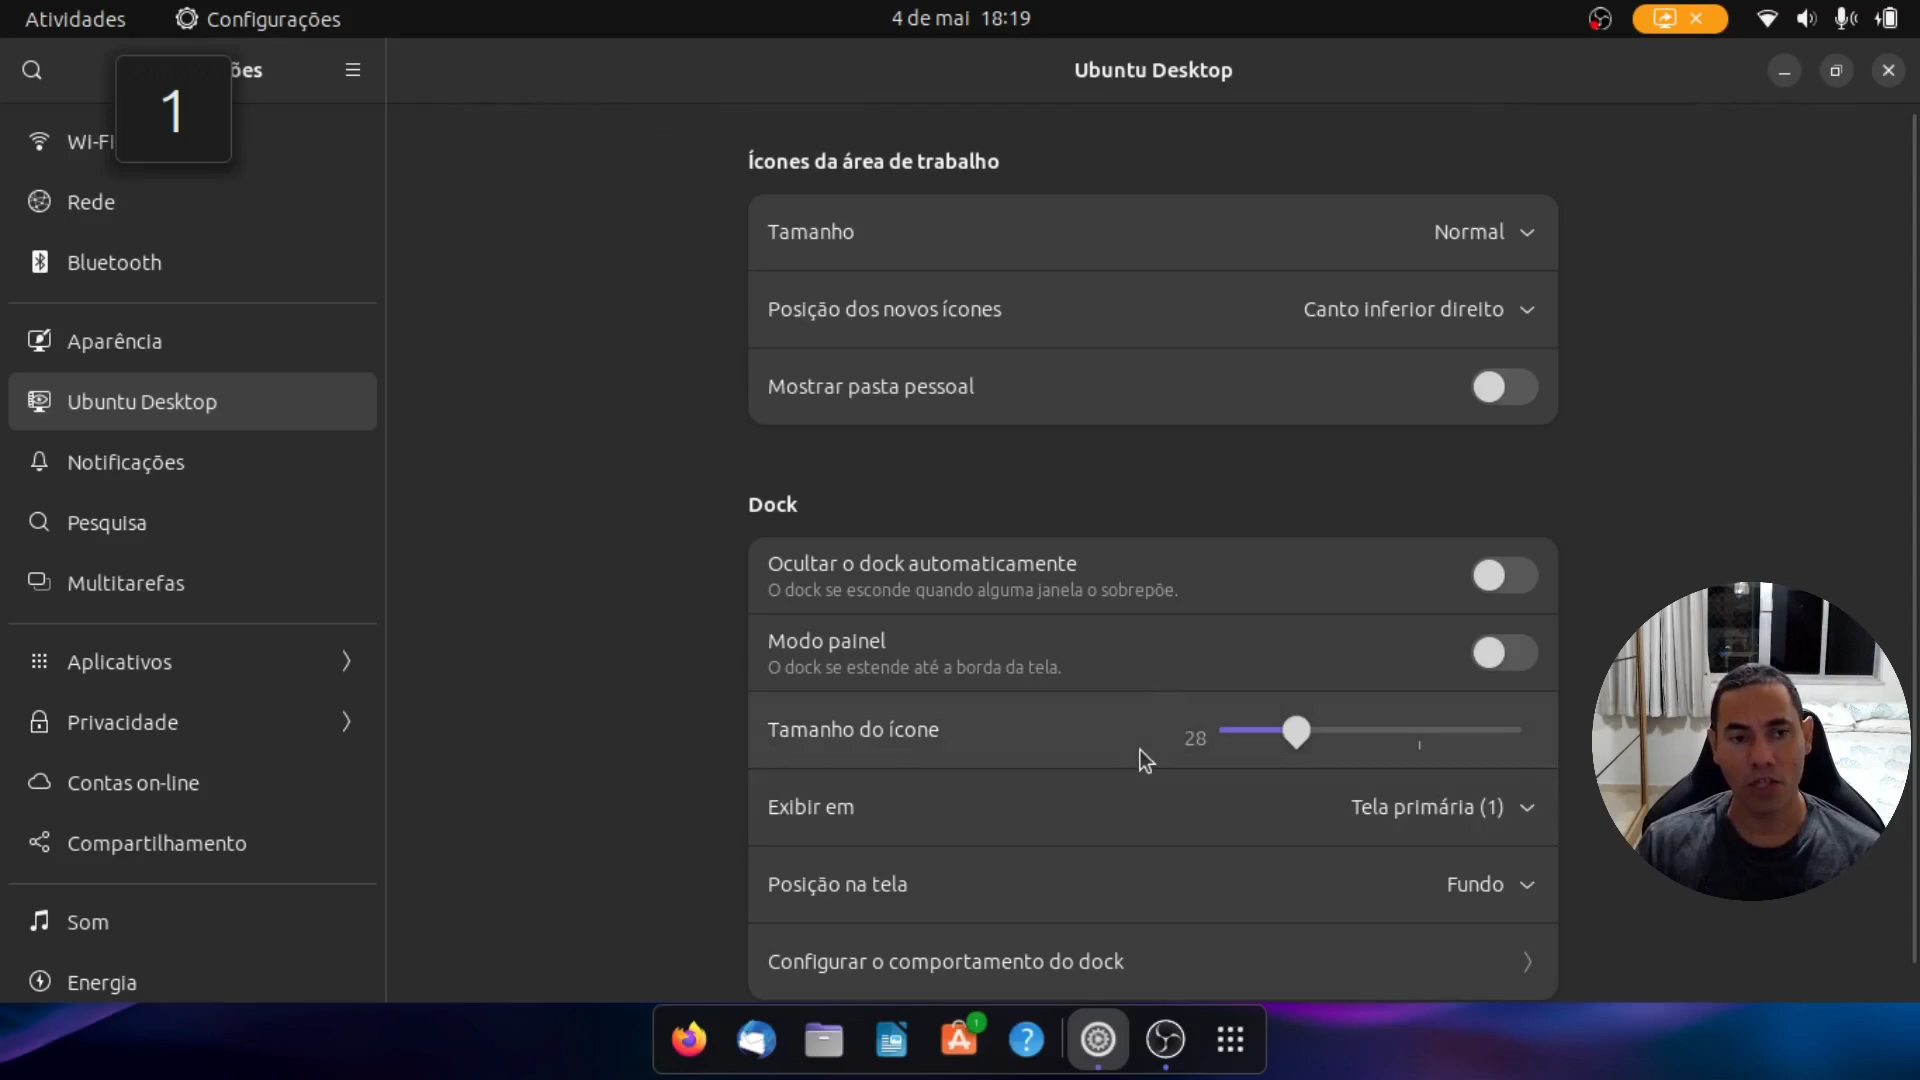 Atividades
Configurações
4 de mai 18:19
ões
1
Ubuntu Desktop
Wi-Fi
Rede
Bluetooth
Aparência
Ubuntu Desktop
Notificações
Pesquisa
Multitarefas
Aplicativos
Privacidade
Contas on-line
Compartilhamento
Som
Energia
Ícones da área de trabalho
Tamanho
Normal
Posição dos novos ícones
Canto inferior direito
Mostrar pasta pessoal
Dock
Ocultar o dock automaticamente
O dock se esconde quando alguma janela o sobrepõe.
Modo painel
O dock se estende até a borda da tela.
Tamanho do ícone
28
Exibir em
Tela primária (1)
Posição na tela
Fundo
Configurar o comportamento do dock
1